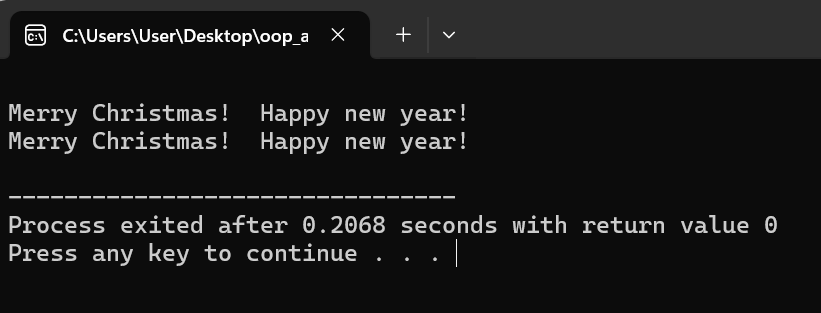 C:\Users\User\Desktop\oop_a
Merry Christmas!  Happy new year!
Merry Christmas!  Happy new year!
--------------------------------
Process exited after 0.2068 seconds with return value 0
Press any key to continue . . .